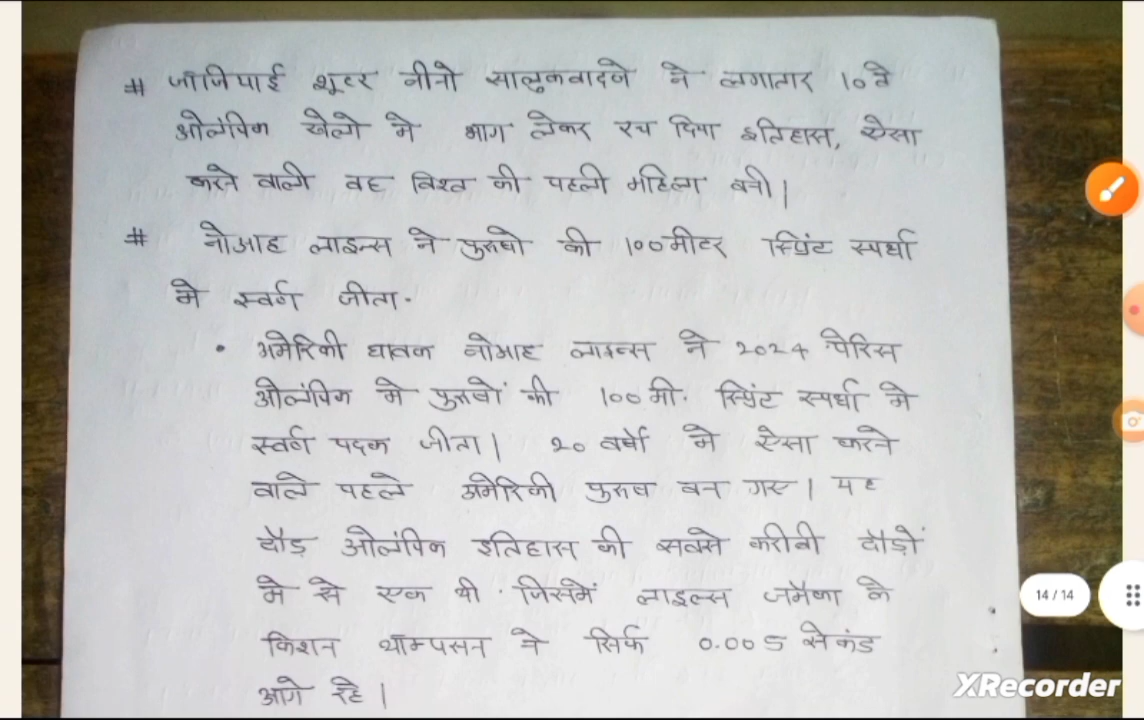 # जॉर्जियाई शूटर नीनो सालुकवादजे ने लगातार 10वे
ओलंपिक खेलो मे भाग लेकर रच दिया इतिहास, ऐसा
करने वाली वह विश्व की पहली महिला बनी |
# नोआह लाइल्स ने पुरुषो की 100मीटर स्प्रिंट स्पर्धा
मे स्वर्ण जीता.
• अमेरिकी धावक नोआह लाइल्स ने 2024 पेरिस
ओलंपिक मे पुरुषों की 100 मी. स्प्रिंट स्पर्धा मे
स्वर्ण पदक जीता | 20 वर्षो मे ऐसा करने
वाले पहले अमेरिकी पुरुष बन गए | यह
दौड़ ओलंपिक इतिहास की सबसे करीबी दौड़ों
मे से एक थी . जिसमें लाइल्स जमैका के
किशन थॉम्पसन ने सिर्फ 0.005 सेकंड
आगे रहे |
14 / 14
XRecorder